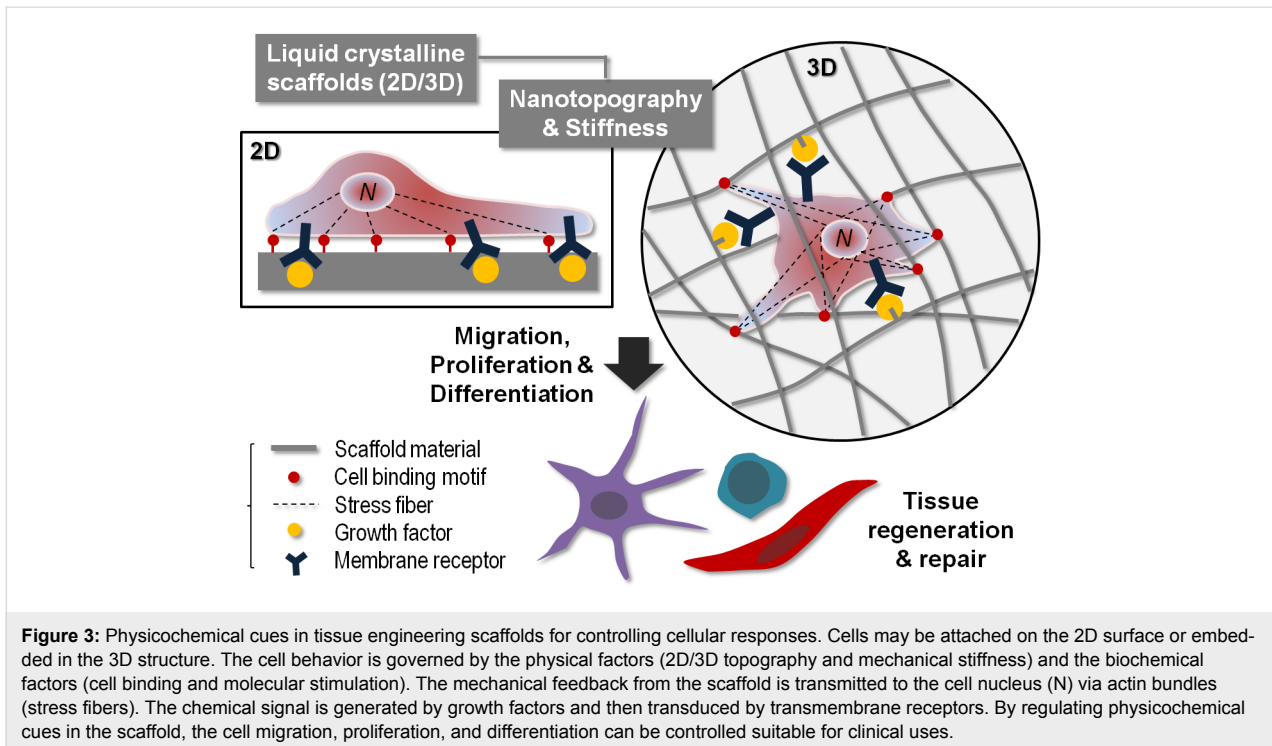 Liquid crystalline
scaffolds (2D/3D)
Nanotopography
& Stiffness
2D
N
3D
N
Migration,
Proliferation &
Differentiation
Scaffold material
Cell binding motif
Stress fiber
Growth factor
Membrane receptor
Tissue
regeneration
& repair
Figure 3: Physicochemical cues in tissue engineering scaffolds for controlling cellular responses. Cells may be attached on the 2D surface or embed-
ded in the 3D structure. The cell behavior is governed by the physical factors (2D/3D topography and mechanical stiffness) and the biochemical
factors (cell binding and molecular stimulation). The mechanical feedback from the scaffold is transmitted to the cell nucleus (N) via actin bundles
(stress fibers). The chemical signal is generated by growth factors and then transduced by transmembrane receptors. By regulating physicochemical
cues in the scaffold, the cell migration, proliferation, and differentiation can be controlled suitable for clinical uses.